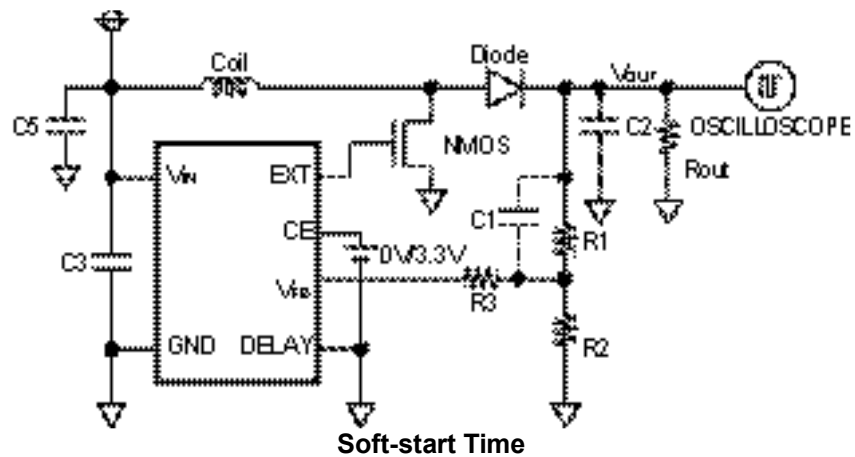 Coil
Diode
VOUT
C5
C2
OSCILLOSCOPE
NMOS
Rout
VIN
EXT
C1
CE
0V/3.3V
R1
C3
VFB
R3
GND
DELAY
R2
Soft-start Time